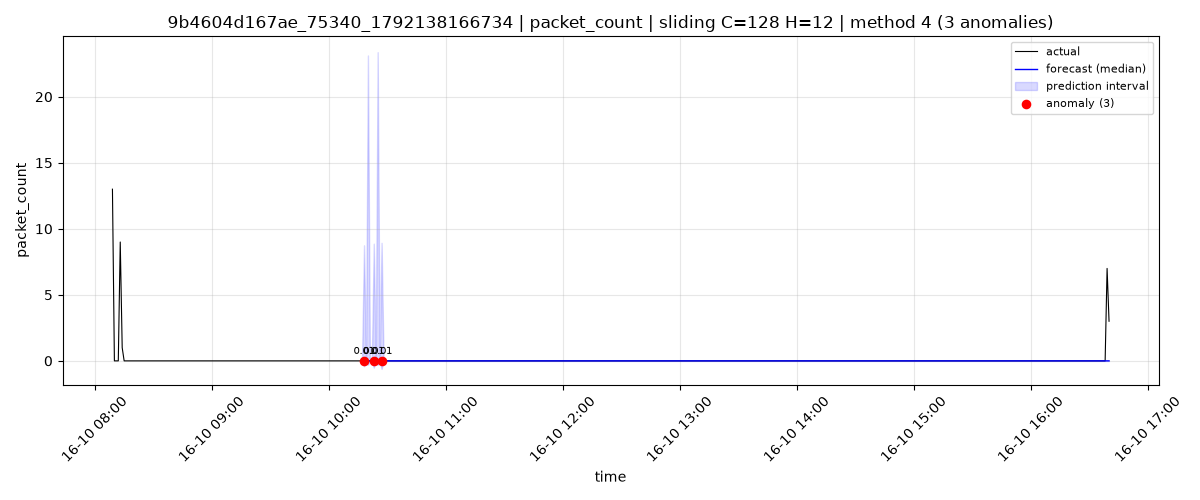 9b4604d167ae_75340_1792138166734 | packet_count | sliding C=128 H=12 | method 4 (3 anomalies)
actual
forecast (median)
prediction interval
anomaly (3)
packet_count
20
15
10
5
0
16-10 08:00
16-10 09:00
16-10 10:00
16-10 11:00
16-10 12:00
16-10 13:00
16-10 14:00
16-10 15:00
16-10 16:00
16-10 17:00
time